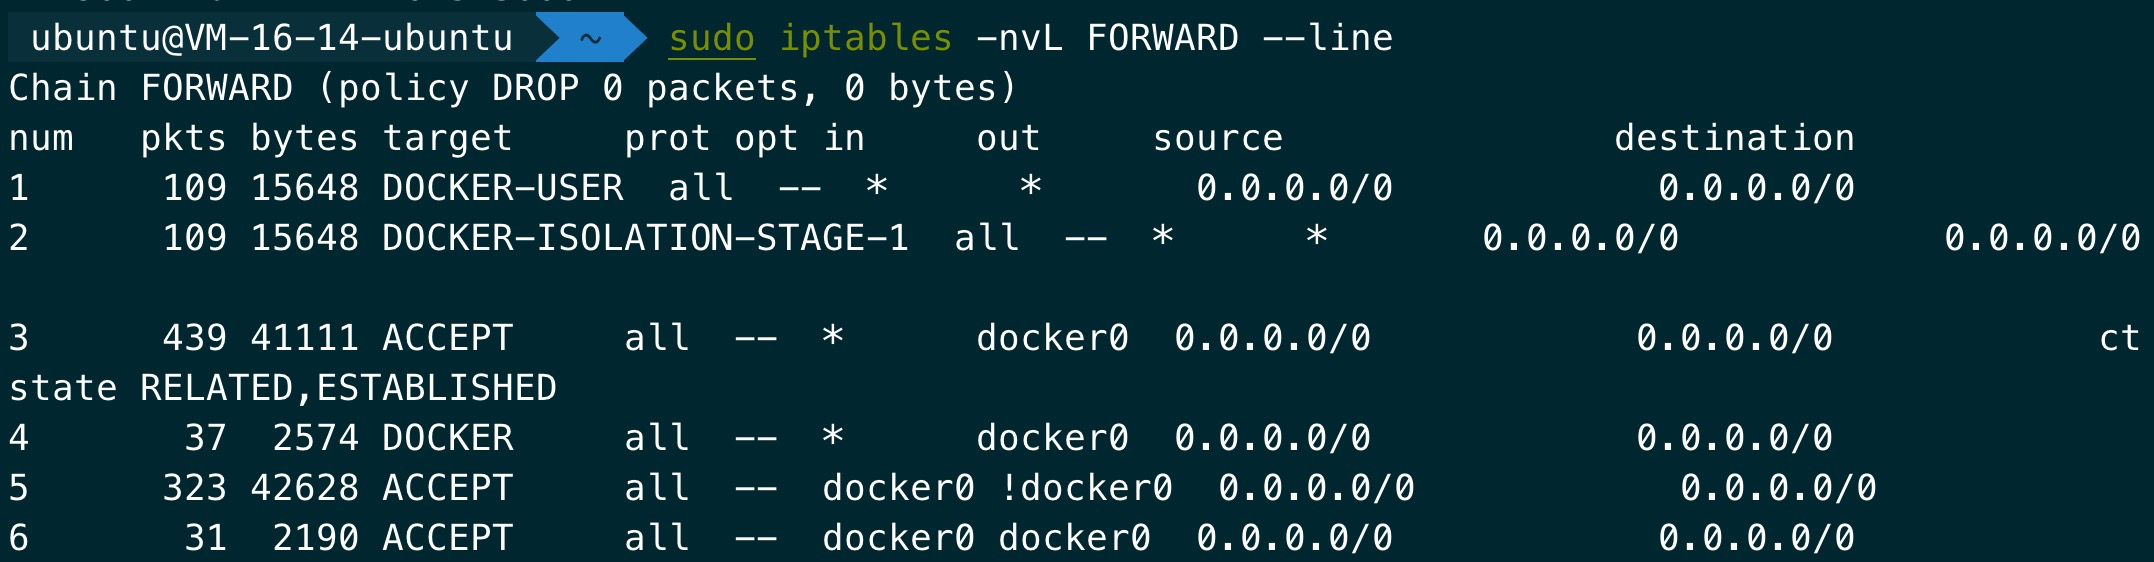 ubuntu@VM-16-14-ubuntu ~ sudo iptables -nvL FORWARD --line
Chain FORWARD (policy DROP 0 packets, 0 bytes)
num pkts bytes target prot opt in out source destination
1 109 15648 DOCKER-USER all -- * * 0.0.0.0/0 0.0.0.0/0
2 109 15648 DOCKER-ISOLATION-STAGE-1 all -- * * 0.0.0.0/0 0.0.0.0/0
3 439 41111 ACCEPT all -- * docker0 0.0.0.0/0 0.0.0.0/0 ct
state RELATED,ESTABLISHED
4 37 2574 DOCKER all -- * docker0 0.0.0.0/0 0.0.0.0/0
5 323 42628 ACCEPT all -- docker0 !docker0 0.0.0.0/0 0.0.0.0/0
6 31 2190 ACCEPT all -- docker0 docker0 0.0.0.0/0 0.0.0.0/0